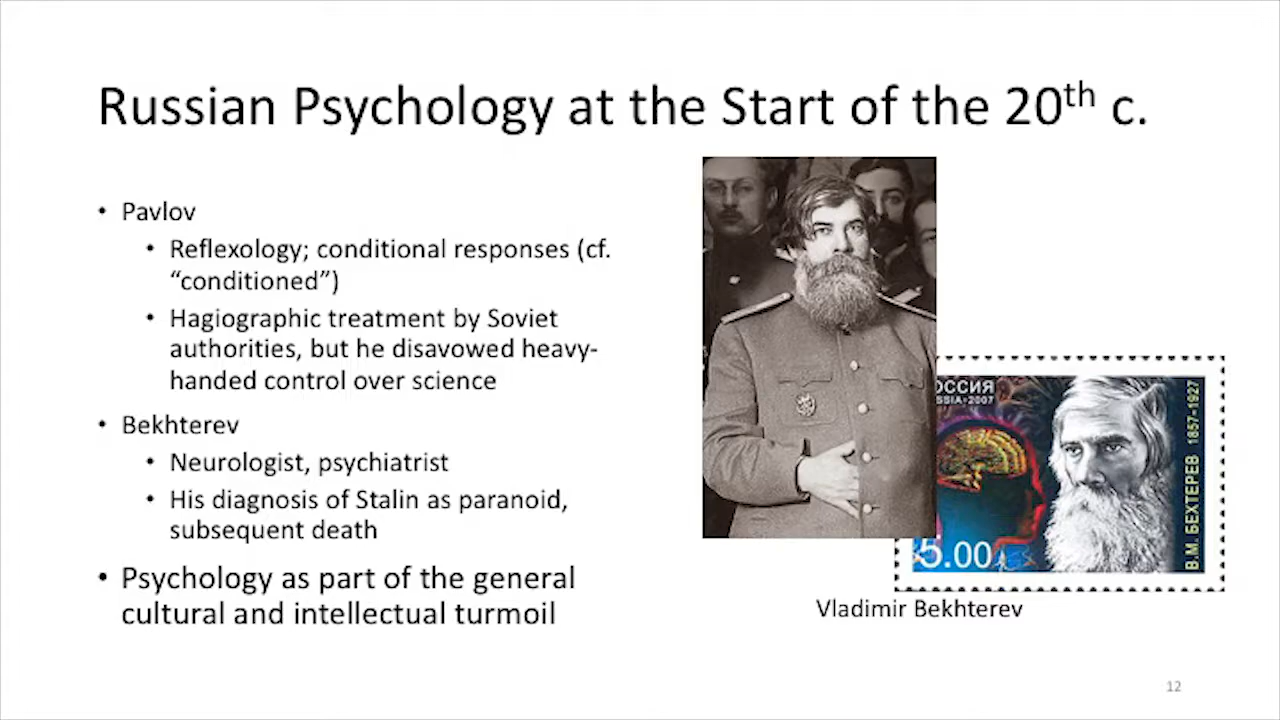 Russian Psychology at the Start of the 20th c.
• Pavlov
• Reflexology; conditional responses (cf.
“conditioned”)
• Hagiographic treatment by Soviet
authorities, but he disavowed heavy-
handed control over science
• Bekhterev
• Neurologist, psychiatrist
• His diagnosis of Stalin as paranoid,
subsequent death
• Psychology as part of the general
cultural and intellectual turmoil
ОССИЯ
SSIA•2007
В.М. БЕХТЕРЕВ 1857-1927
5.00
Vladimir Bekhterev
12